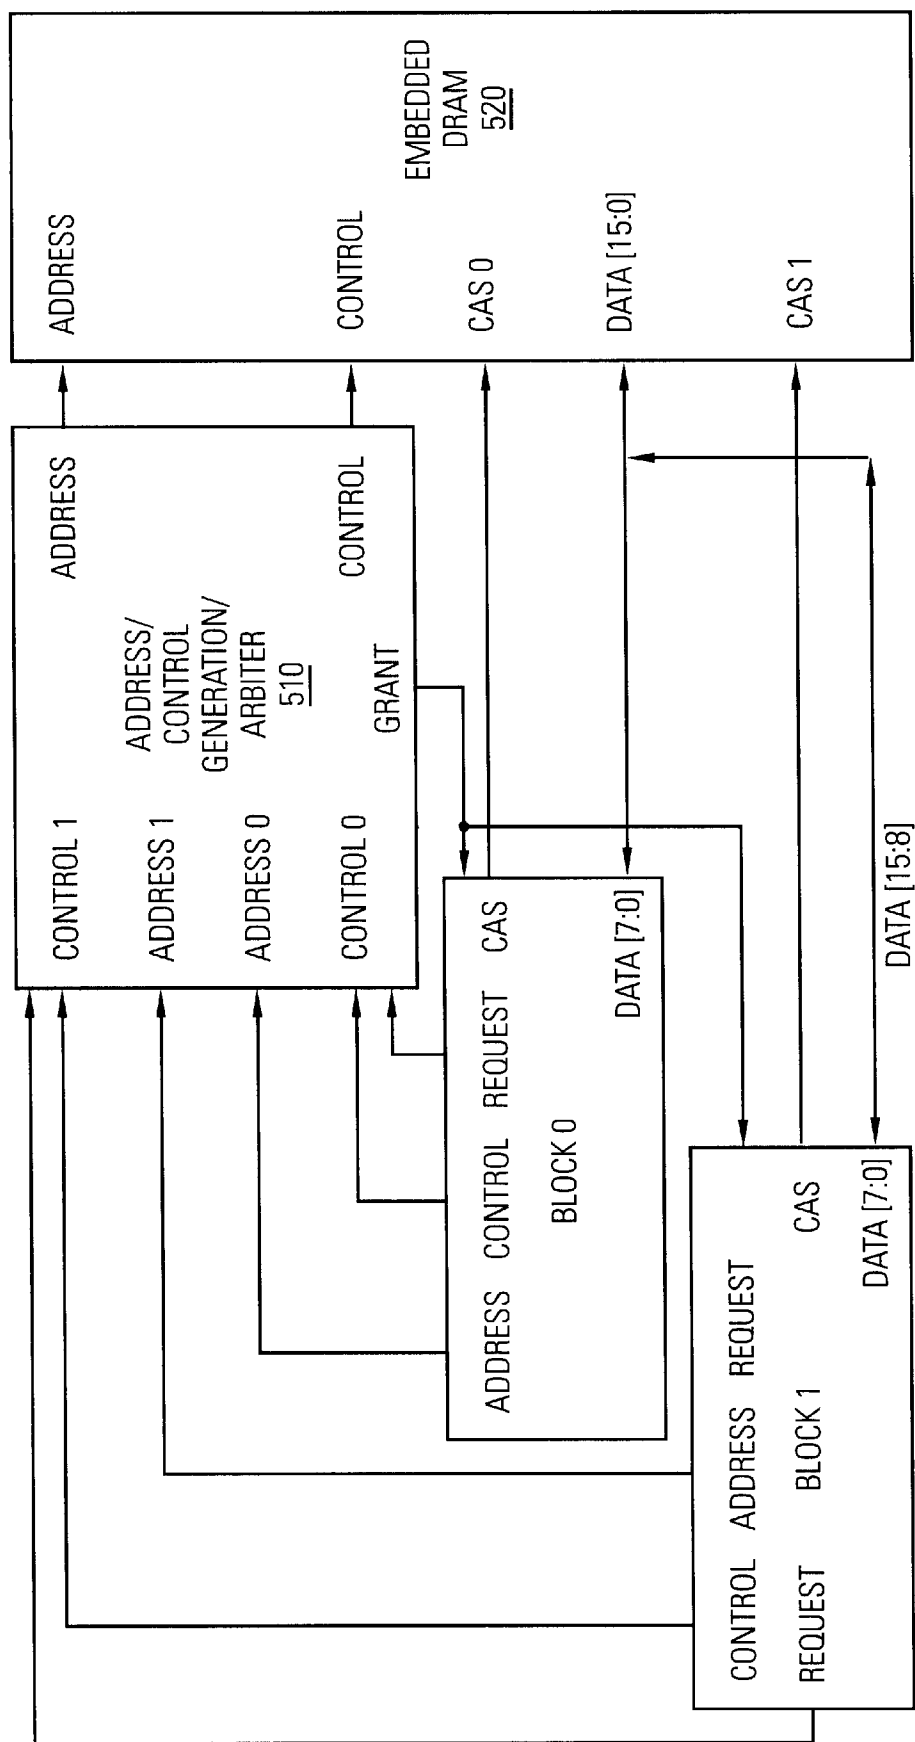 CONTROL 1
ADDRESS 1
ADDRESS 0
CONTROL 0
ADDRESS/
CONTROL
GENERATION/
ARBITER
510
GRANT
ADDRESS
CONTROL
ADDRESS
CONTROL
CAS 0
DATA [15:0]
CAS 1
EMBEDDED
DRAM
520
ADDRESS CONTROL REQUEST CAS
BLOCK 0
DATA [7:0]
CONTROL ADDRESS REQUEST
REQUEST BLOCK 1 CAS
DATA [7:0]
DATA [15:8]